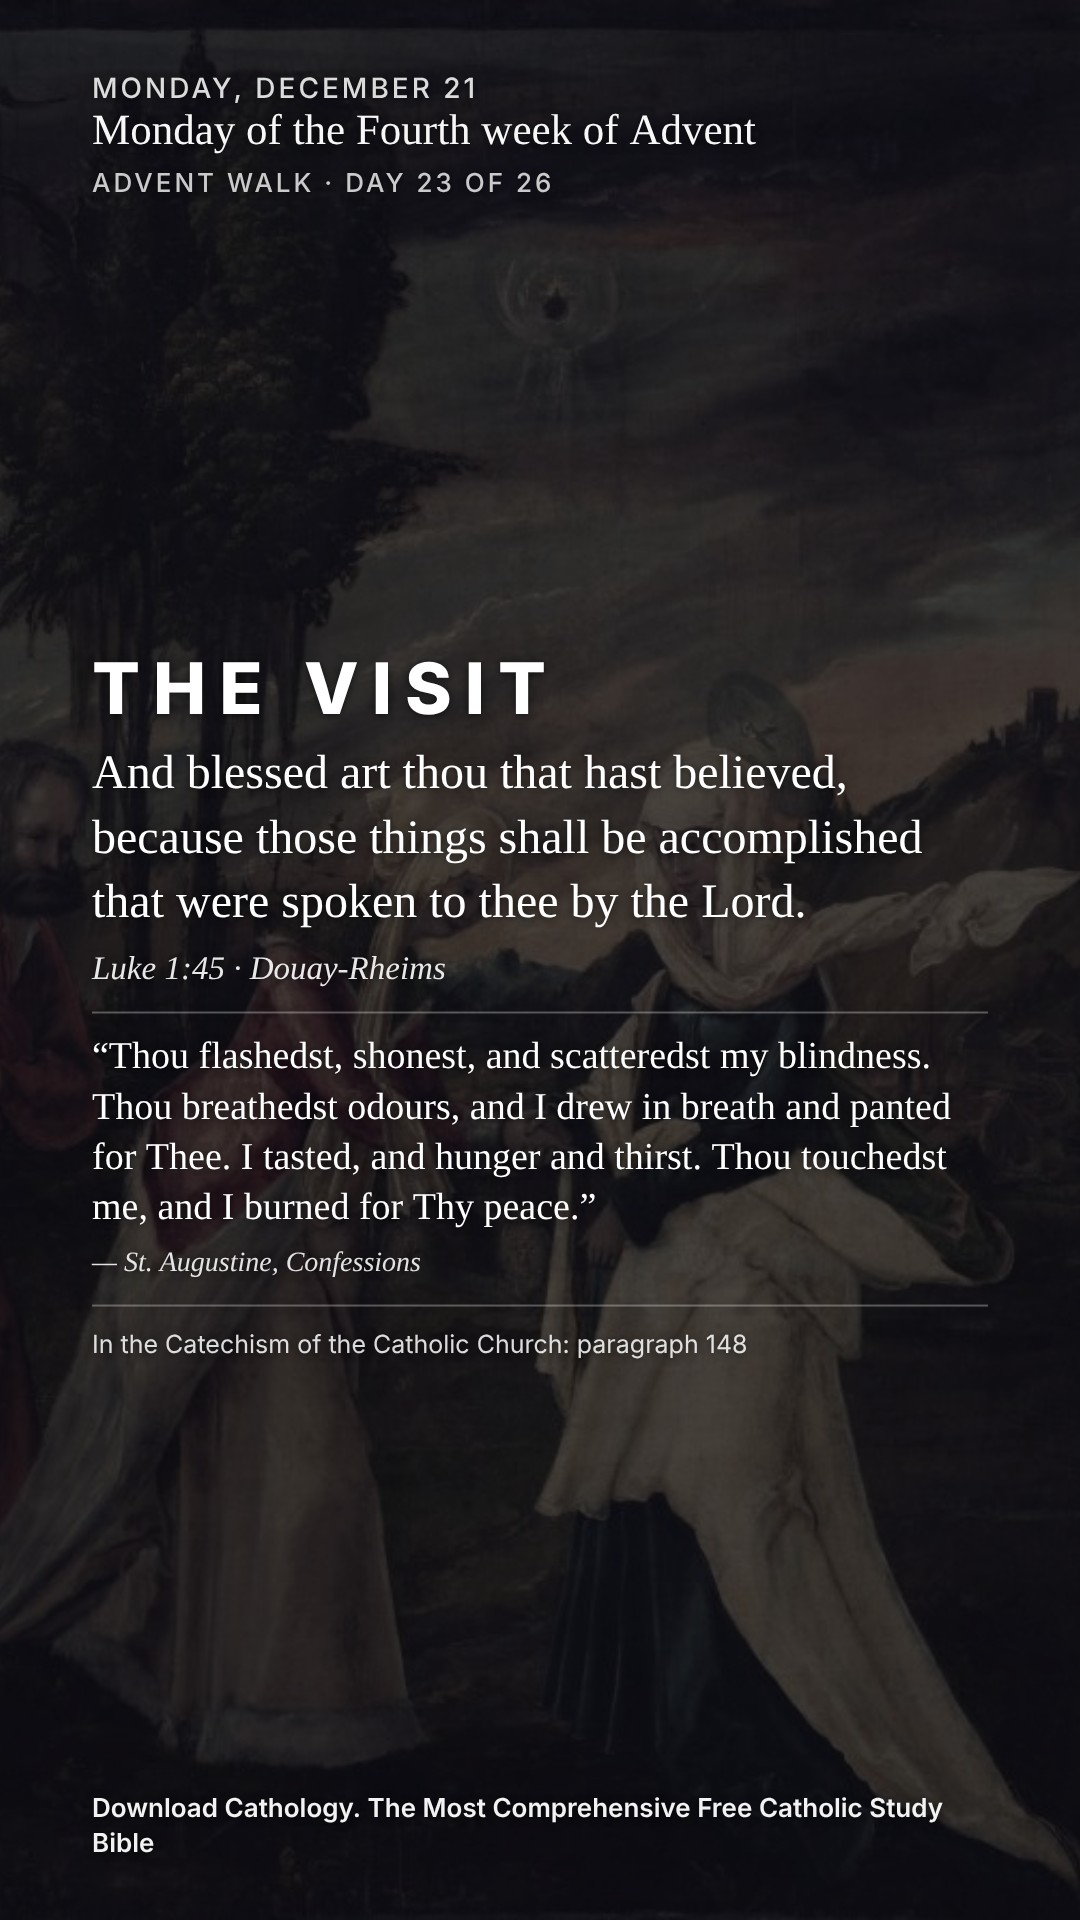 MONDAY, DECEMBER 21
Monday of the Fourth week of Advent
ADVENT WALK · DAY 23 OF 26
THE VISIT
And blessed art thou that hast believed,
because those things shall be accomplished
that were spoken to thee by the Lord.
Luke 1:45 · Douay-Rheims
“Thou flashedst, shonest, and scatteredst my blindness.
Thou breathedst odours, and I drew in breath and panted
for Thee. I tasted, and hunger and thirst. Thou touchedst
me, and I burned for Thy peace.”
— St. Augustine, Confessions
In the Catechism of the Catholic Church: paragraph 148
Download Cathology. The Most Comprehensive Free Catholic Study
Bible